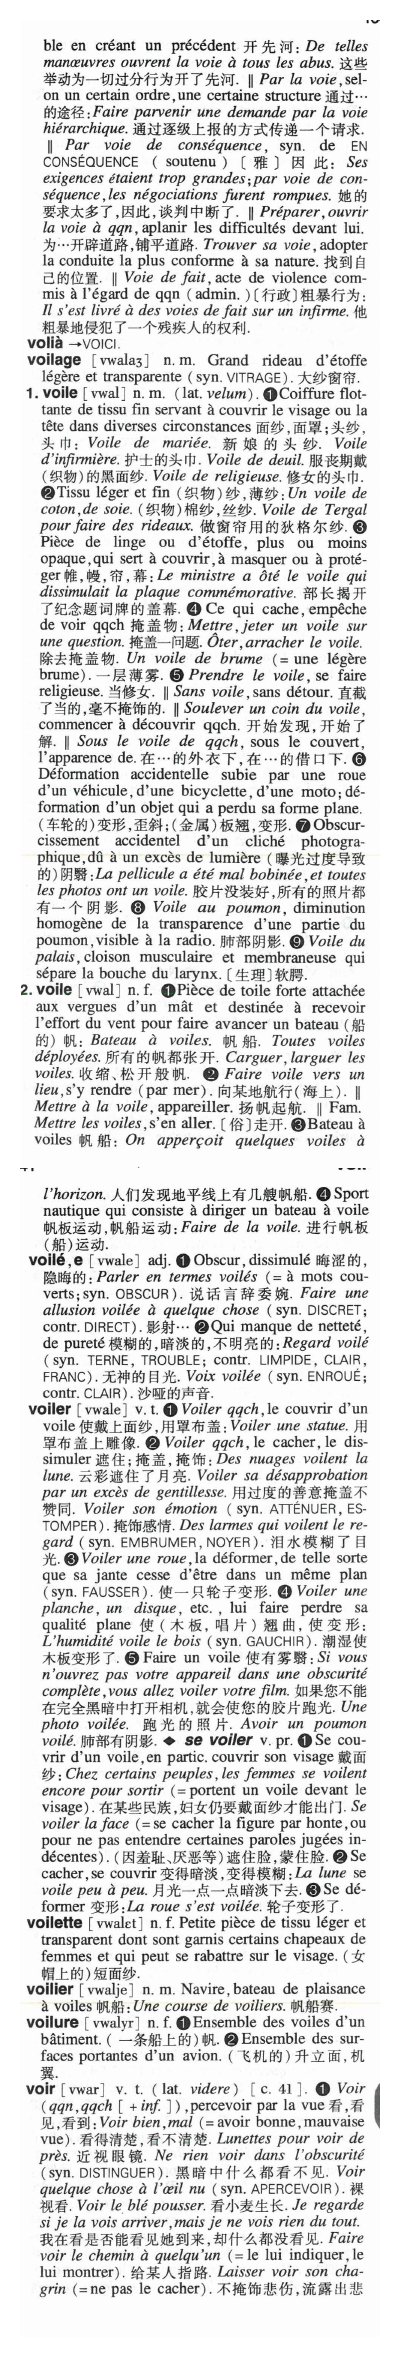 ble en créant un précédent 开先河: De telles
manœuvres ouvrent la voie à tous les abus. 这些
举动为一切过分行为开了先河. ‖ Par la voie, sel-
on un certain ordre, une certaine structure 通过…
的途径: Faire parvenir une demande par la voie
hiérarchique. 通过逐级上报的方式传递一个请求.
‖ Par voie de conséquence, syn. de EN
CONSÉQUENCE ( soutenu ) 〔雅〕因此: Ses
exigences étaient trop grandes; par voie de con-
séquence, les négociations furent rompues. 她的
要求太多了,因此,谈判中断了. ‖ Préparer, ouvrir
la voie à qqn, aplanir les difficultés devant lui.
为…开辟道路,铺平道路. Trouver sa voie, adopter
la conduite la plus conforme à sa nature. 找到自
己的位置. ‖ Voie de fait, acte de violence com-
mis à l'égard de qqn (admin. )〔行政〕粗暴行为:
Il s'est livré à des voies de fait sur un infirme. 他
粗暴地侵犯了一个残疾人的权利.
voilà →VOICI.
voilage [vwalaʒ] n. m. Grand rideau d'étoffe
légère et transparente (syn. VITRAGE). 大纱窗帘.
1. voile [vwal] n. m. (lat. velum). ❶Coiffure flot-
tante de tissu fin servant à couvrir le visage ou la
tête dans diverses circonstances 面纱,面罩;头纱,
头巾: Voile de mariée. 新娘的头纱. Voile
d'infirmière. 护士的头巾. Voile de deuil. 服丧期戴
(织物)的黑面纱. Voile de religieuse. 修女的头巾.
❷Tissu léger et fin (织物)纱,薄纱: Un voile de
coton, de soie. (织物)棉纱,丝纱. Voile de Tergal
pour faire des rideaux. 做窗帘用的狄格尔纱. ❸
Pièce de linge ou d'étoffe, plus ou moins
opaque, qui sert à couvrir, à masquer ou à proté-
ger 帷,幔,帘,幕: Le ministre a ôté le voile qui
dissimulait la plaque commémorative. 部长揭开
了纪念题词牌的盖幕. ❹ Ce qui cache, empêche
de voir qqch 掩盖物: Mettre, jeter un voile sur
une question. 掩盖一问题. Ôter, arracher le voile.
除去掩盖物. Un voile de brume (= une légère
brume). 一层薄雾. ❺ Prendre le voile, se faire
religieuse. 当修女. ‖ Sans voile, sans détour. 直截
了当的,毫不掩饰的. ‖ Soulever un coin du voile,
commencer à découvrir qqch. 开始发现,开始了
解. ‖ Sous le voile de qqch, sous le couvert,
l'apparence de. 在…的外衣下,在…的借口下. ❻
Déformation accidentelle subie par une roue
d'un véhicule, d'une bicyclette, d'une moto; dé-
formation d'un objet qui a perdu sa forme plane.
(车轮的)变形,歪斜;(金属)板翘,变形. ❼Obscur-
cissement accidentel d'un cliché photogra-
phique, dû à un excès de lumière (曝光过度导致
的)阴翳: La pellicule a été mal bobinée, et toutes
les photos ont un voile. 胶片没装好,所有的照片都
有一个阴影. ❽ Voile au poumon, diminution
homogène de la transparence d'une partie du
poumon, visible à la radio. 肺部阴影. ❾ Voile du
palais, cloison musculaire et membraneuse qui
sépare la bouche du larynx. 〔生理〕软腭.
2. voile [vwal] n. f. ❶Pièce de toile forte attachée
aux vergues d'un mât et destinée à recevoir
l'effort du vent pour faire avancer un bateau (船
的)帆: Bateau à voiles. 帆船. Toutes voiles
déployées. 所有的帆都张开. Carguer, larguer les
voiles. 收缩、松开般帆. ❷ Faire voile vers un
lieu, s'y rendre (par mer). 向某地航行(海上). ‖
Mettre à la voile, appareiller. 扬帆起航. ‖ Fam.
Mettre les voiles, s'en aller. 〔俗〕走开. ❸Bateau à
voiles 帆船: On apperçoit quelques voiles à
l'horizon. 人们发现地平线上有几艘帆船. ❹ Sport
nautique qui consiste à diriger un bateau à voile
帆板运动,帆船运动: Faire de la voile. 进行帆板
(船)运动.
voilé, e [vwale] adj. ❶ Obscur, dissimulé 晦涩的,
隐晦的: Parler en termes voilés (= à mots cou-
verts; syn. OBSCUR). 说话言辞委婉. Faire une
allusion voilée à quelque chose (syn. DISCRET;
contr. DIRECT). 影射… ❷Qui manque de netteté,
de pureté 模糊的,暗淡的,不明亮的: Regard voilé
(syn. TERNE, TROUBLE; contr. LIMPIDE, CLAIR,
FRANC). 无神的目光. Voix voilée (syn. ENROUÉ;
contr. CLAIR). 沙哑的声音.
voiler [vwale] v. t. ❶ Voiler qqch, le couvrir d'un
voile 使戴上面纱,用罩布盖: Voiler une statue. 用
罩布盖上雕像. ❷ Voiler qqch, le cacher, le dis-
simuler 遮住;掩盖,掩饰: Des nuages voilent la
lune. 云彩遮住了月亮. Voiler sa désapprobation
par un excès de gentillesse. 用过度的善意掩盖不
赞同. Voiler son émotion (syn. ATTÉNUER, ES-
TOMPER). 掩饰感情. Des larmes qui voilent le re-
gard (syn. EMBRUMER, NOYER). 泪水模糊了目
光. ❸Voiler une roue, la déformer, de telle sorte
que sa jante cesse d'être dans un même plan
(syn. FAUSSER). 使一只轮子变形. ❹ Voiler une
planche, un disque, etc. , lui faire perdre sa
qualité plane 使(木板,唱片)翘曲,使变形:
L'humidité voile le bois (syn. GAUCHIR). 潮湿使
木板变形了. ❺ Faire un voile 使有雾翳: Si vous
n'ouvrez pas votre appareil dans une obscurité
complète, vous allez voiler votre film. 如果您不能
在完全黑暗中打开相机,就会使您的胶片跑光. Une
photo voilée. 跑光的照片. Avoir un poumon
voilé. 肺部有阴影. ◆ se voiler v. pr. ❶Se cou-
vrir d'un voile, en partic. couvrir son visage 戴面
纱: Chez certains peuples, les femmes se voilent
encore pour sortir (= portent un voile devant le
visage). 在某些民族,妇女仍要戴面纱才能出门. Se
voiler la face (= se cacher la figure par honte, ou
pour ne pas entendre certaines paroles jugées in-
décentes). (因羞耻、厌恶等)遮住脸,蒙住脸. ❷ Se
cacher, se couvrir 变得暗淡,变得模糊: La lune se
voile peu à peu. 月光一点一点暗淡下去. ❸Se dé-
former 变形: La roue s'est voilée. 轮子变形了.
voilette [vwalɛt] n. f. Petite pièce de tissu léger et
transparent dont sont garnis certains chapeaux de
femmes et qui peut se rabattre sur le visage. (女
帽上的)短面纱.
voilier [vwalje] n. m. Navire, bateau de plaisance
à voiles 帆船: Une course de voiliers. 帆船赛.
voilure [vwalyr] n. f. ❶Ensemble des voiles d'un
bâtiment. (一条船上的)帆. ❷Ensemble des sur-
faces portantes d'un avion. (飞机的)升立面,机
翼.
voir [vwar] v. t. (lat. videre) [c. 41]. ❶ Voir
(qqn, qqch [ + inf. ]), percevoir par la vue 看,看
见,看到: Voir bien, mal (= avoir bonne, mauvaise
vue). 看得清楚,看不清楚. Lunettes pour voir de
près. 近视眼镜. Ne rien voir dans l'obscurité
(syn. DISTINGUER). 黑暗中什么都看不见. Voir
quelque chose à l'œil nu (syn. APERCEVOIR). 裸
视看. Voir le blé pousser. 看小麦生长. Je regarde
si je la vois arriver, mais je ne vois rien du tout.
我在看是否能看见她到来,却什么都没看见. Faire
voir le chemin à quelqu'un (= le lui indiquer, le
lui montrer). 给某人指路. Laisser voir son cha-
grin (= ne pas le cacher). 不掩饰悲伤,流露出悲